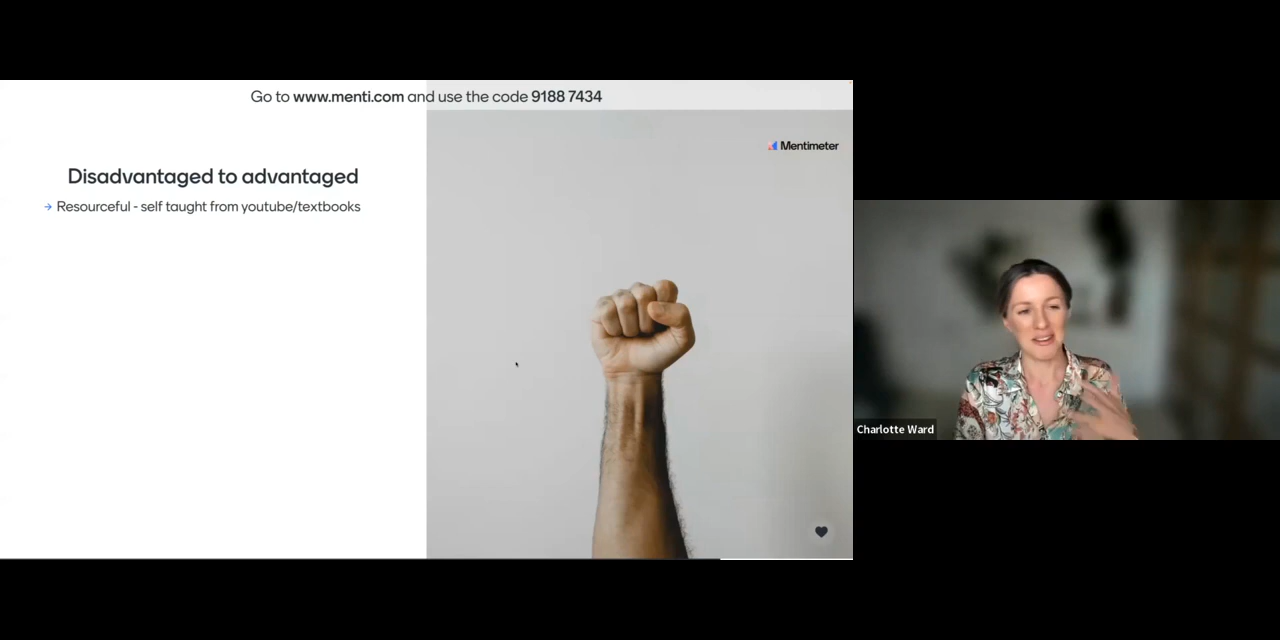 Go to www.menti.com and use the code 9188 7434
Mentimeter
Disadvantaged to advantaged
→ Resourceful - self taught from youtube/textbooks
Charlotte Ward